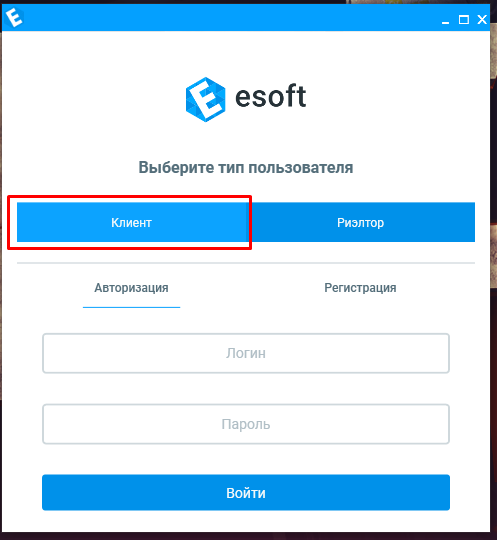 esoft
Выберите тип пользователя
Клиент Риэлтор
Авторизация Регистрация
Логин
Пароль
Войти